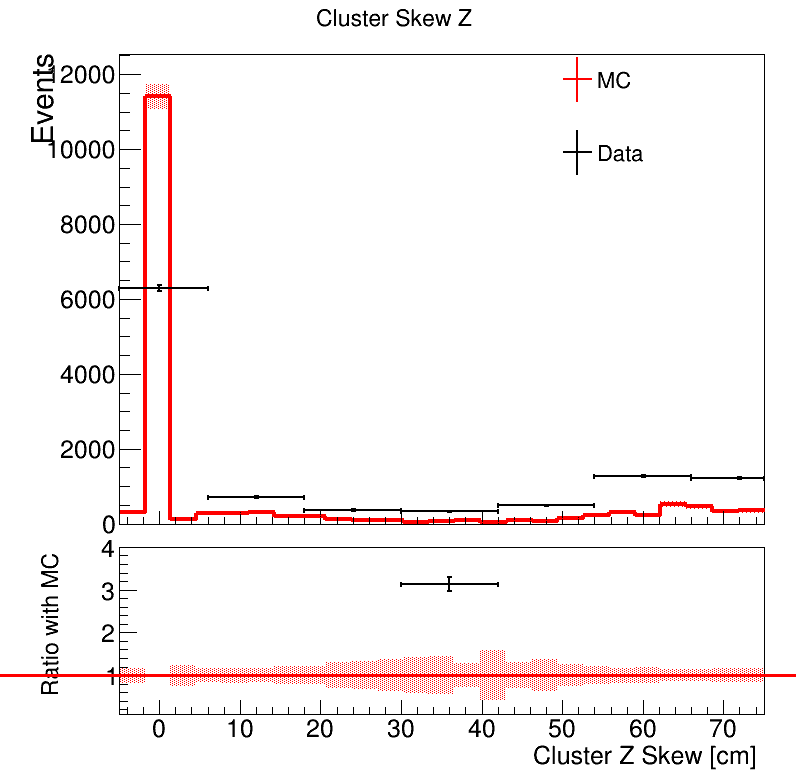 Cluster Skew Z
Events
12000
10000
8000
6000
4000
2000
0
MC
Data
Ratio with MC
4
3
2
1
0 10 20 30 40 50 60 70
Cluster Z Skew [cm]